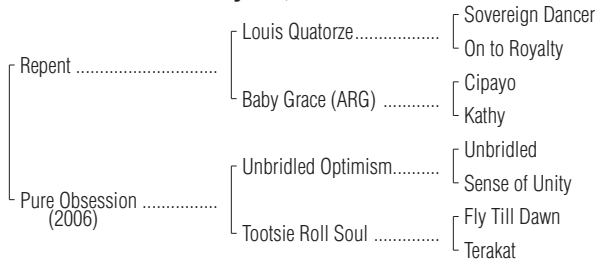 Sovereign Dancer
Louis Quatorze..................
On to Royalty
Repent ..............................
Cipayo
Baby Grace (ARG) ............
Kathy
Unbridled
Unbridled Optimism..........
Sense of Unity
Pure Obsession ................
(2006)
Fly Till Dawn
Tootsie Roll Soul ..............
Terakat